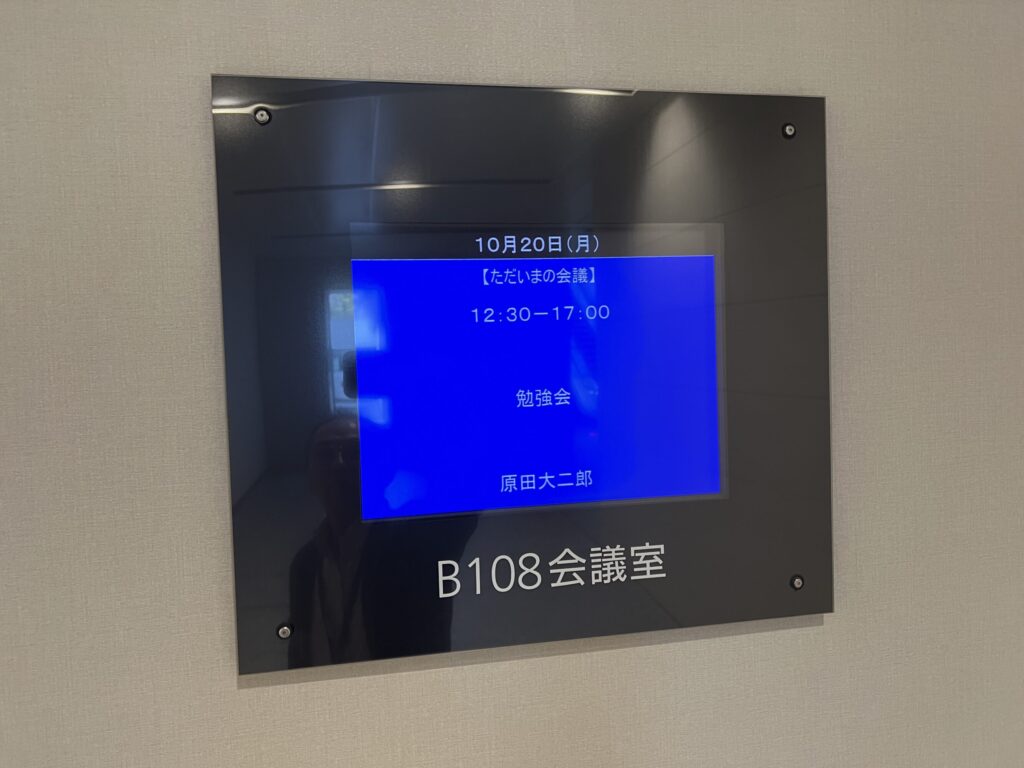 10月20日(月)
【ただいまの会議】
12:30ー17:00
勉強会
原田大二郎
B108会議室